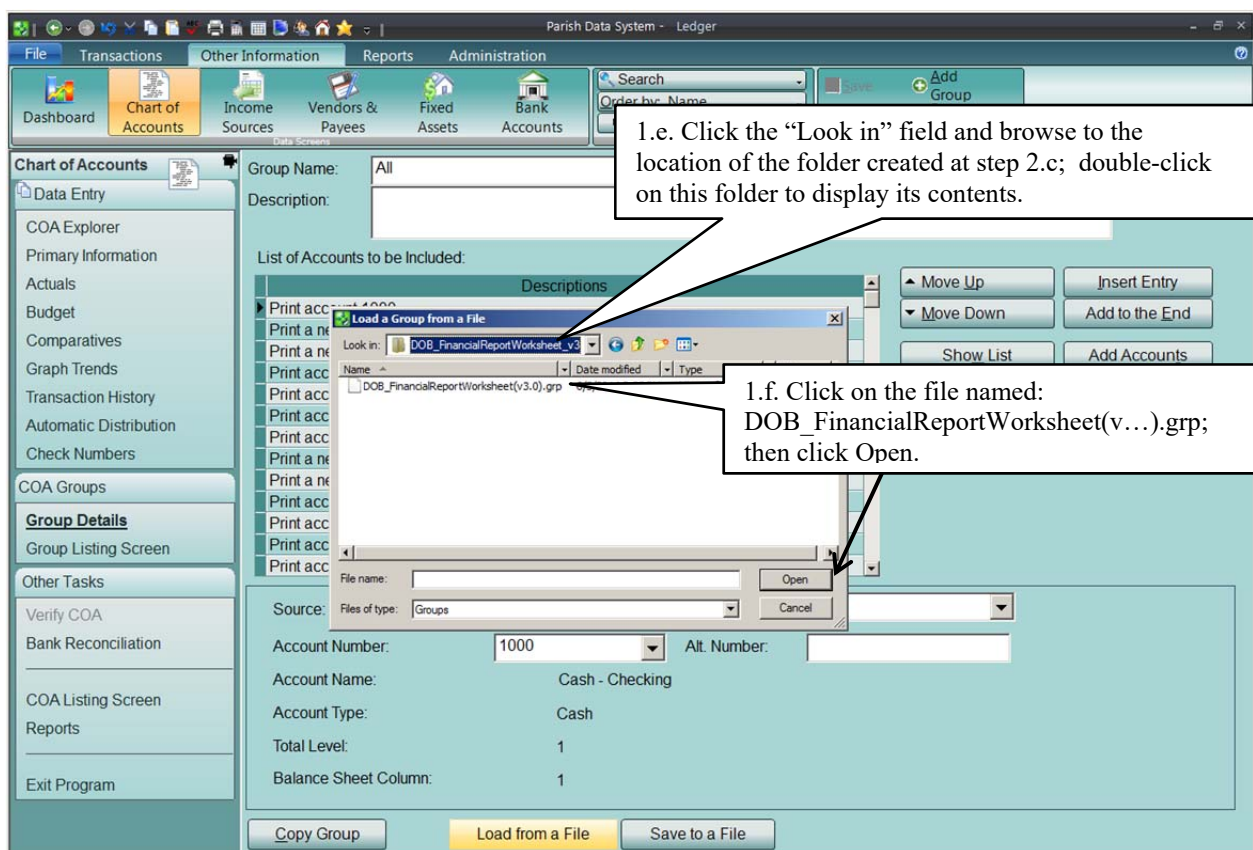 Parish Data System - Ledger
File Transactions Other Information Reports Administration
Dashboard
Chart of Accounts
Income Sources
Vendors & Payees
Fixed Assets
Bank Accounts
Data Screens
Search
Order by: Name
Save
Add Group
1.e. Click the “Look in” field and browse to the
location of the folder created at step 2.c; double-click
on this folder to display its contents.
Chart of Accounts
Data Entry
COA Explorer
Primary Information
Actuals
Budget
Comparatives
Graph Trends
Transaction History
Automatic Distribution
Check Numbers
COA Groups
Group Details
Group Listing Screen
Other Tasks
Verify COA
Bank Reconciliation
COA Listing Screen
Reports
Exit Program
Group Name: All
Description:
List of Accounts to be Included:
Descriptions
Print account 1000
Print a ne
Print a ne
Print acc
Print acc
Print acc
Print acc
Print a ne
Print a ne
Print acc
Print acc
Print acc
Print acc
Move Up
Insert Entry
Move Down
Add to the End
Show List
Add Accounts
Load a Group from a File
Look in: DOB_FinancialReportWorksheet_v3
Name Date modified Type
DOB_FinancialReportWorksheet(v3.0).grp
File name:
Open
Files of type: Groups
Cancel
1.f. Click on the file named:
DOB_FinancialReportWorksheet(v…).grp;
then click Open.
Source:
Account Number: 1000 Alt. Number:
Account Name: Cash - Checking
Account Type: Cash
Total Level: 1
Balance Sheet Column: 1
Copy Group
Load from a File
Save to a File